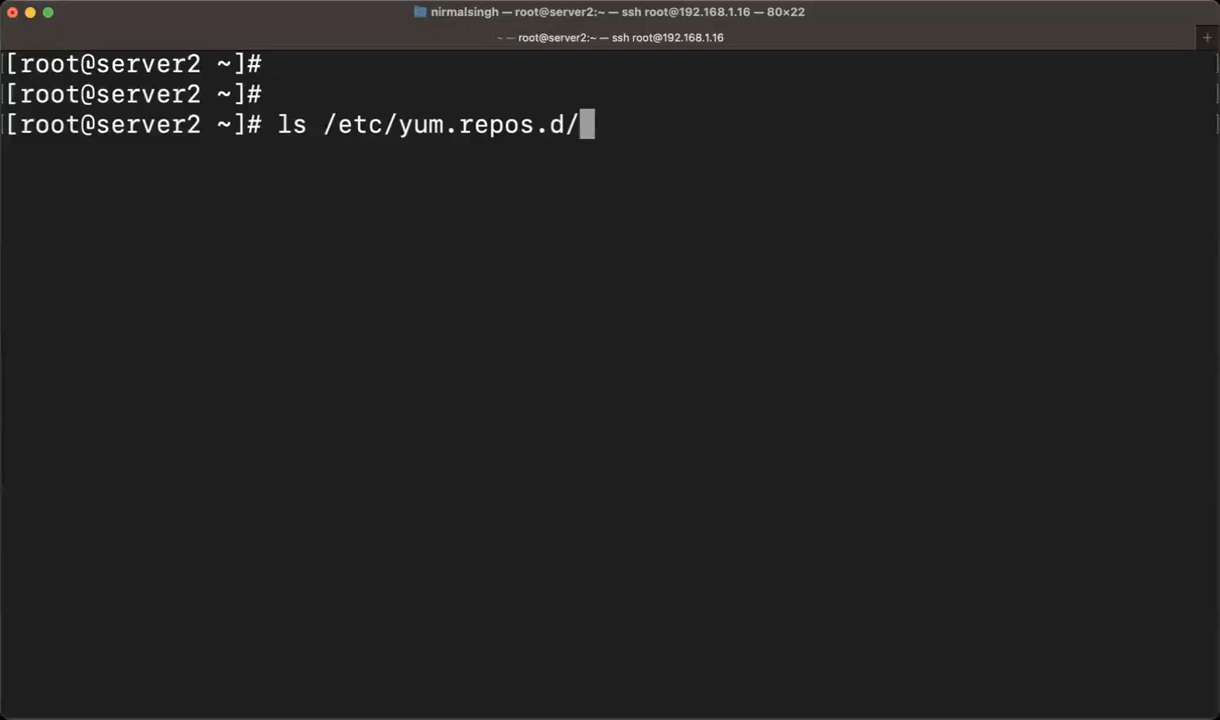 nirmalsingh — root@server2:~ — ssh root@192.168.1.16 — 80×22
~ — root@server2:~ — ssh root@192.168.1.16
+
[root@server2 ~]#
[root@server2 ~]#
[root@server2 ~]# ls /etc/yum.repos.d/